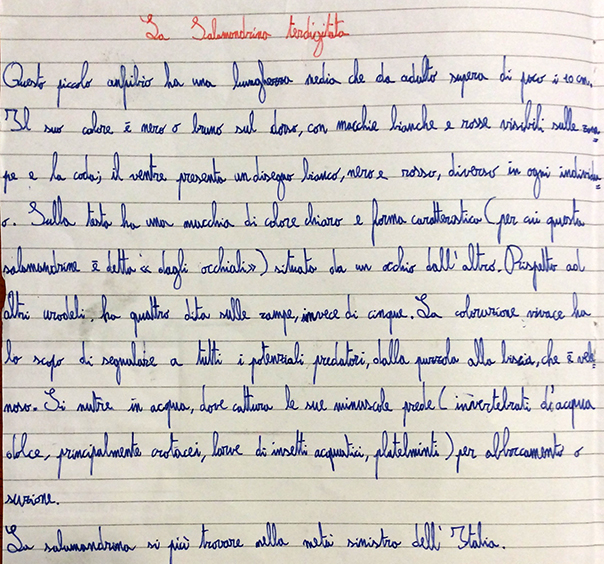 La Salamandrina terdigitata
Questo piccolo anfibio ha una lunghezza media che da adulto supera di poco i 10 cm.
Il suo colore è nero o bruno sul dorso, con macchie bianche e rosse visibili sulle zam-
pe e la coda; il ventre presenta un disegno bianco, nero e rosso, diverso in ogni individu-
o. Sulla testa ha una macchia di colore chiaro e forma caratteristica (per cui questa
salamandrine è detta «dagli occhiali») situata da un occhio dall'altro. Rispetto ad
altri urodeli, ha quattro dita sulle zampe, invece di cinque. La colorazione vivace ha
lo scopo di segnalare a tutti i potenziali predatori, dalla puzzola alla biscia, che è vele-
noso. Si nutre in acqua, dove cattura le sue minuscole prede (invertebrati di'acqua
dolce, principalmente crotacei, larve di insetti acquatici, platelminti) per abboccamento o
suzione.
La salamandrina si più trovare nella metà sinistra dell'Italia.